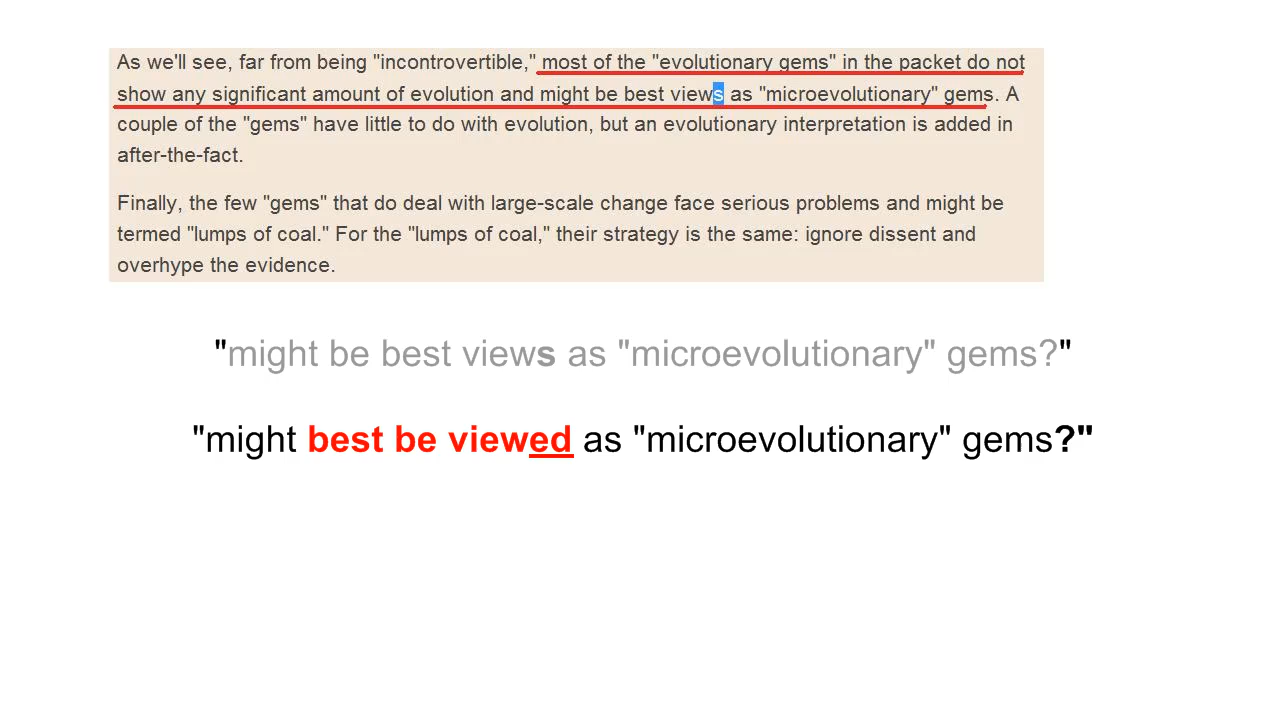 As we'll see, far from being "incontrovertible," most of the "evolutionary gems" in the packet do not
show any significant amount of evolution and might be best views as "microevolutionary" gems. A
couple of the "gems" have little to do with evolution, but an evolutionary interpretation is added in
after-the-fact.
Finally, the few "gems" that do deal with large-scale change face serious problems and might be
termed "lumps of coal." For the "lumps of coal," their strategy is the same: ignore dissent and
overhype the evidence.
"might be best views as "microevolutionary" gems?"
"might best be viewed as "microevolutionary" gems?"